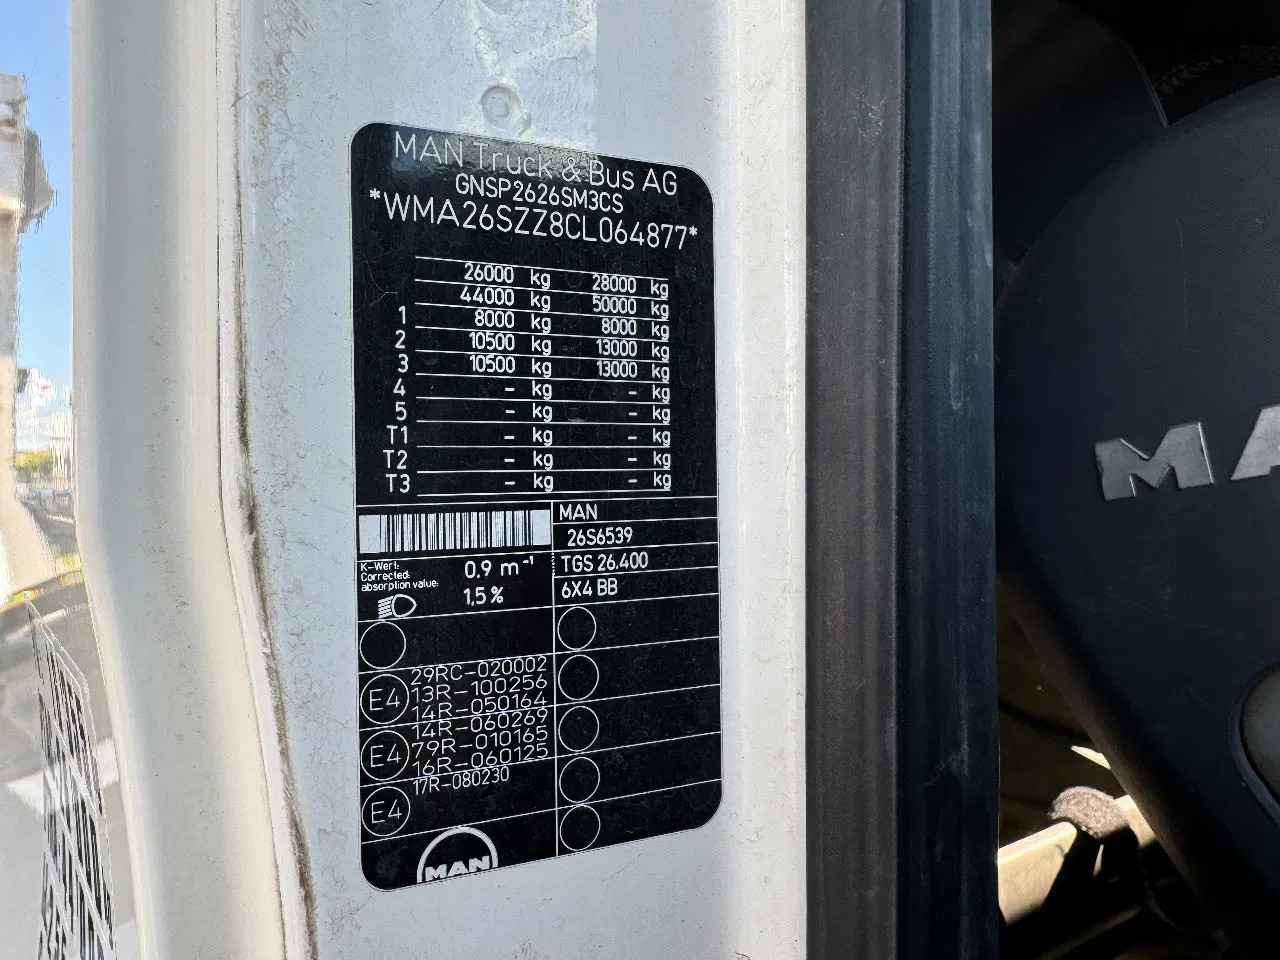 MAN Truck & Bus AG
GNSP2626SM3CS
*WMA26SZZ8CL064877*
26000 kg 28000 kg
44000 kg 50000 kg
1 8000 kg 8000 kg
2 10500 kg 13000 kg
3 10500 kg 13000 kg
4 - kg - kg
5 - kg - kg
T1 - kg - kg
T2 - kg - kg
T3 - kg - kg
MAN
26S6539
K-Wert:
Corrected
absorption value:
0.9 m⁻¹
TGS 26.400
1,5 %
6X4 BB
29RC-020002
E4 13R-100256
14R-050164
14R-060269
E4 79R-010165
16R-060125
17R-080230
E4
MAN
MA